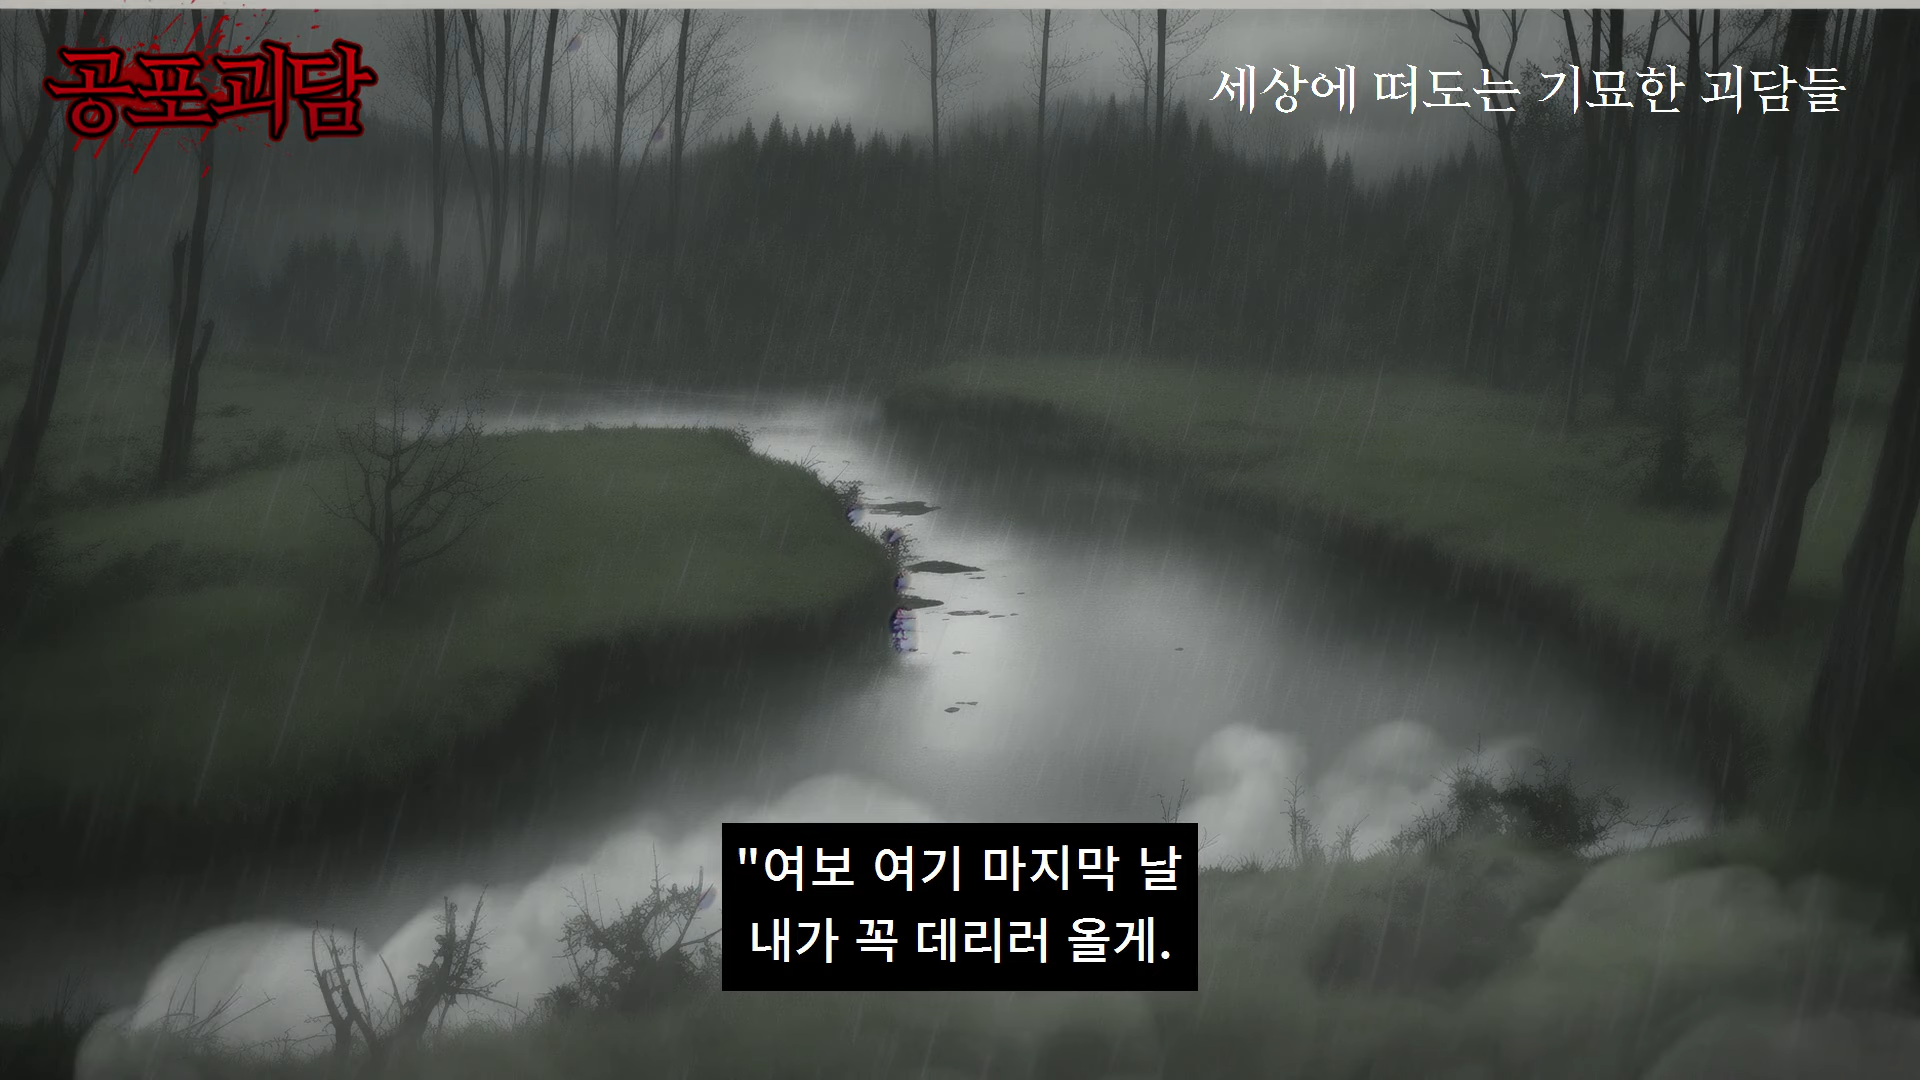 공포괴담
세상에 떠도는 기묘한 괴담들
"여보 여기 마지막 날
내가 꼭 데리러 올게.